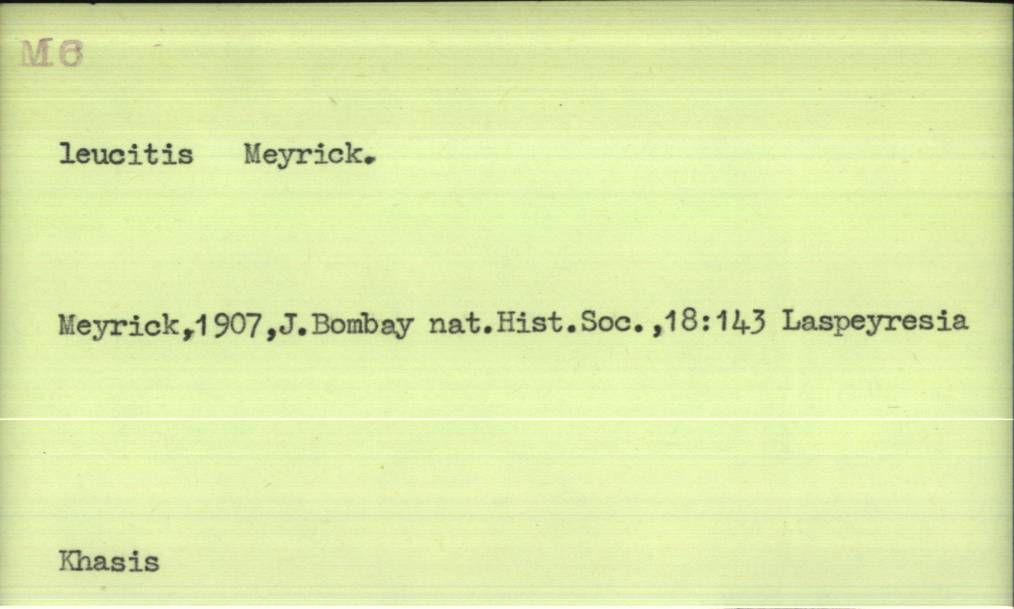 M6
leucitis Meyrick.
Meyrick,1907,J.Bombay nat.Hist.Soc.,18:143 Laspeyresia
Khasis